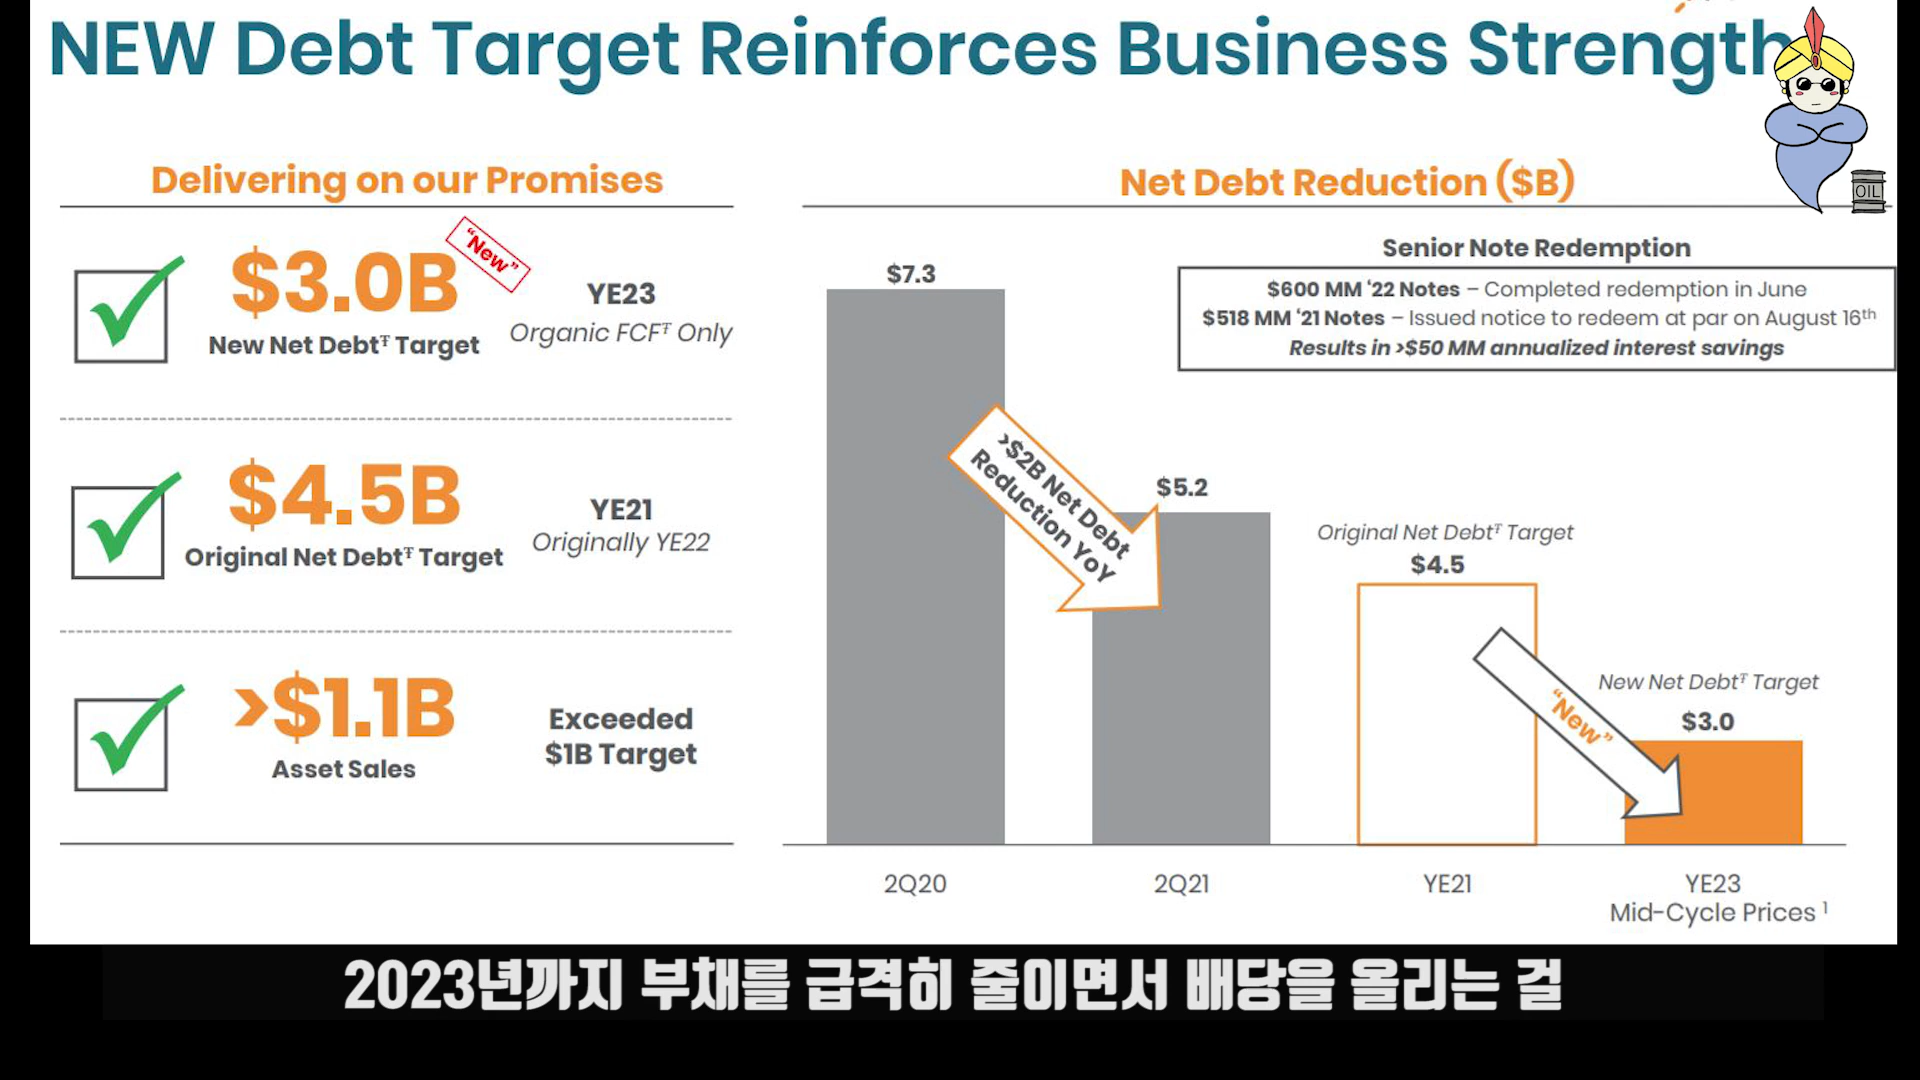 NEW Debt Target Reinforces Business Strength
Delivering on our Promises
$3.0B
"New"
New Net Debt Target
YE23
Organic FCF Only
$4.5B
Original Net Debt Target
YE21
Originally YE22
>$1.1B
Asset Sales
Exceeded
$1B Target
Net Debt Reduction ($B)
OIL
Senior Note Redemption
$600 MM '22 Notes – Completed redemption in June
$518 MM '21 Notes – Issued notice to redeem at par on August 16th
Results in >$50 MM annualized interest savings
$7.3
>$2B Net Debt
Reduction YoY
$5.2
Original Net Debt Target
$4.5
"New"
New Net Debt Target
$3.0
2Q20
2Q21
YE21
YE23
Mid-Cycle Prices 1
2023년까지 부채를 급격히 줄이면서 배당을 올리는 걸